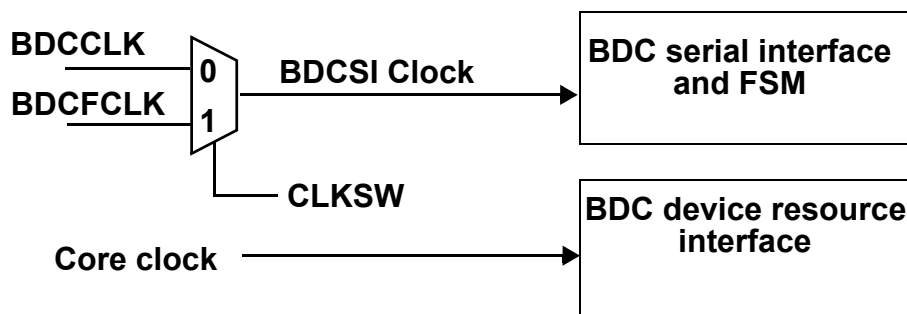 BDCCLK
0
BDCSI Clock
BDC serial interface
and FSM
BDCFCLK
1
CLKSW
BDC device resource
interface
Core clock